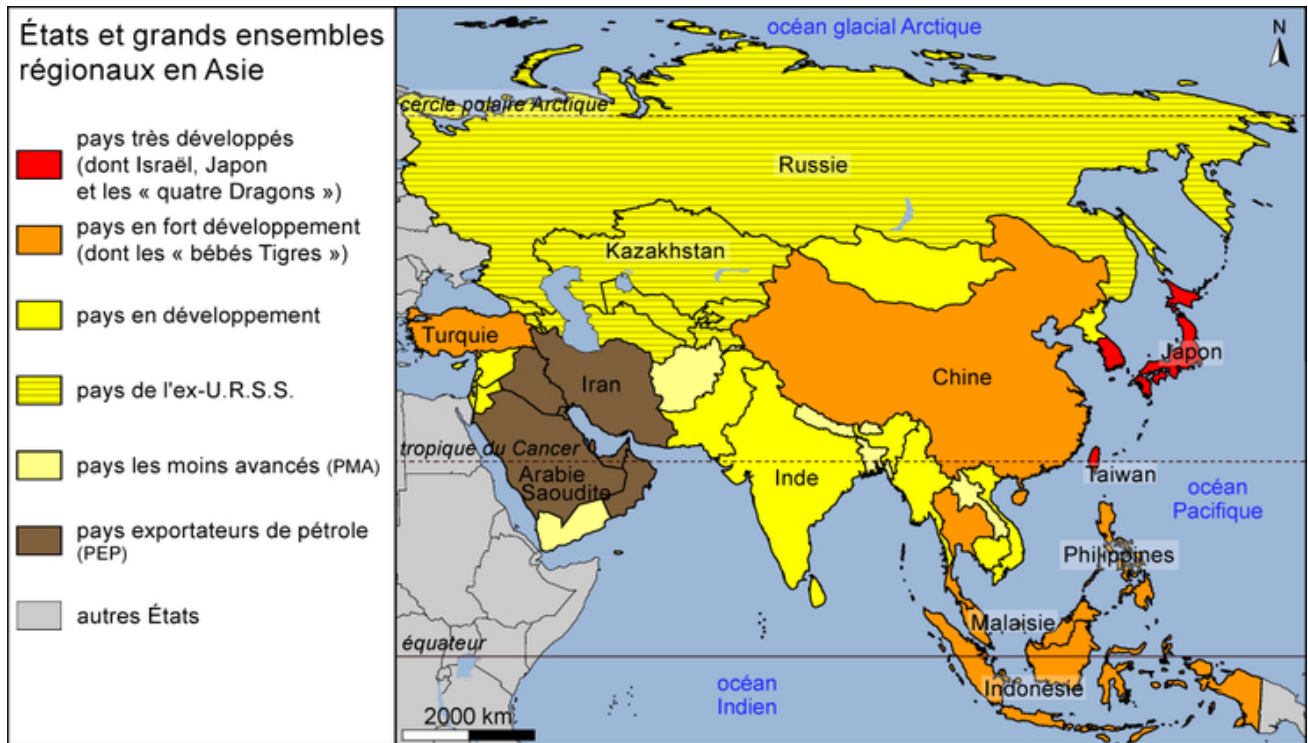 États et grands ensembles
régionaux en Asie
pays très développés
(dont Israël, Japon
et les « quatre Dragons »)
pays en fort développement
(dont les « bébés Tigres »)
pays en développement
pays de l'ex-U.R.S.S.
pays les moins avancés (PMA)
pays exportateurs de pétrole
(PEP)
autres États
océan glacial Arctique
N
cercle polaire Arctique
Russie
Kazakhstan
Turquie
Japon
Iran
Chine
tropique du Cancer
Arabie
Saoudite
Inde
Taiwan
océan
Pacifique
Philippines
Malaisie
équateur
océan
Indien
Indonésie
2000 km